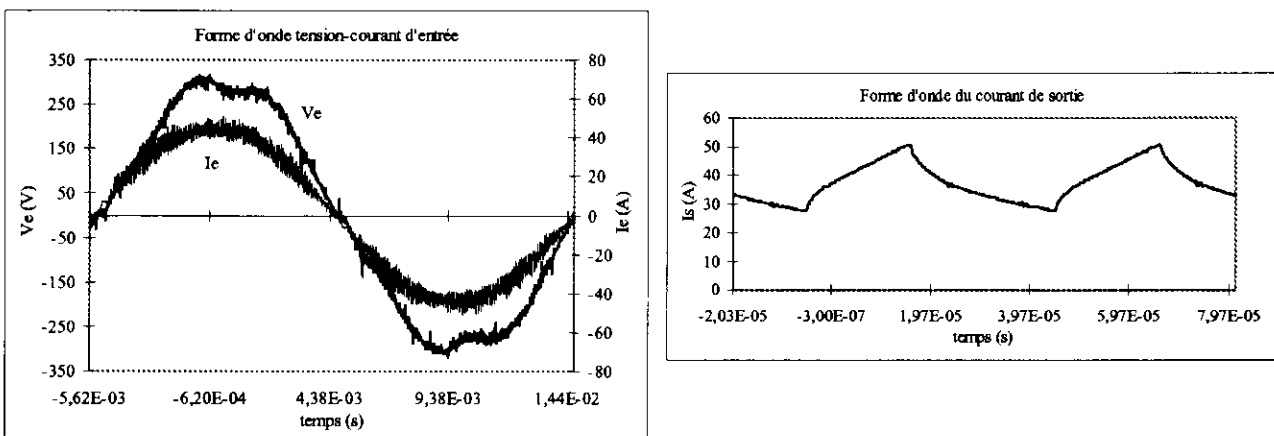 Forme d'onde tension-courant d'entrée
350
250
150
50
-50
-150
-250
-350
Ve (V)
80
60
40
20
0
-20
-40
-60
-80
Ie (A)
Ve
Ie
-5,62E-03 -6,20E-04 4,38E-03 9,38E-03 1,44E-02
temps (s)
Forme d'onde du courant de sortie
60
50
40
30
20
10
0
Is (A)
-2,03E-05 -3,00E-07 1,97E-05 3,97E-05 5,97E-05 7,97E-05
temps (s)